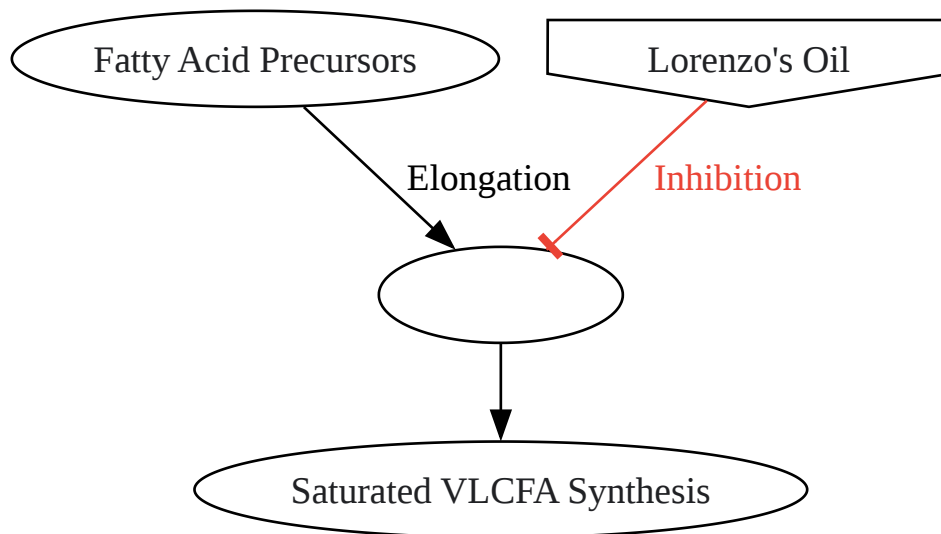 Fatty Acid Precursors
Lorenzo's Oil
Elongation
Inhibition
Saturated VLCFA Synthesis